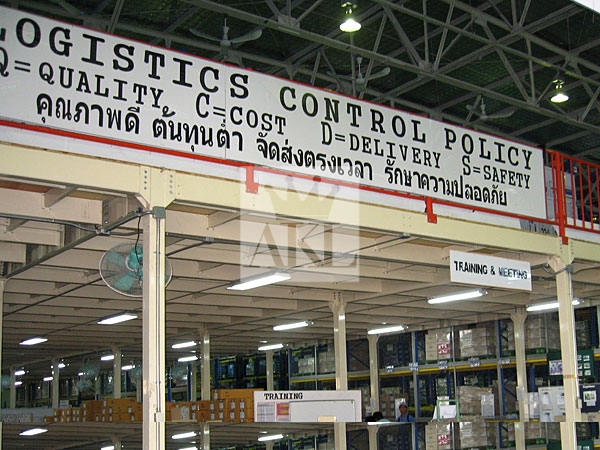 LOGISTICS CONTROL POLICY
Q=QUALITY C=COST D=DELIVERY S=SAFETY
คุณภาพดี ต้นทุนต่ำ จัดส่งตรงเวลา รักษาความปลอดภัย
AKL
TRAINING & MEETING
TRAINING